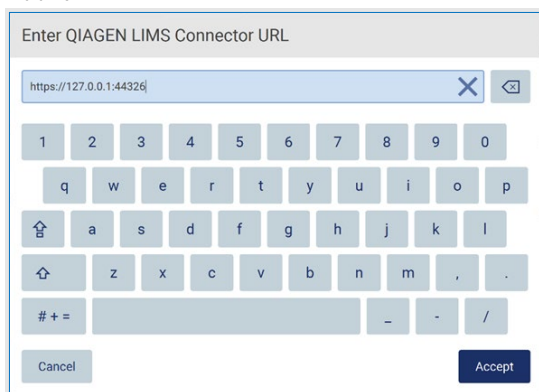 Enter QIAGEN LIMS Connector URL
https://127.0.0.1:44326
1 2 3 4 5 6 7 8 9 0
q w e r t y u i o p
a s d f g h j k l
z x c v b n m , .
# + = _ - /
Cancel Accept